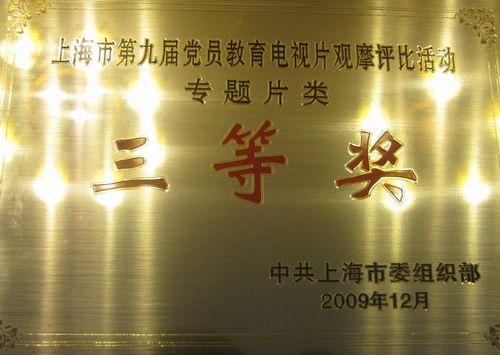 上海市第九届党员教育电视片观摩评比活动
专题片类
三等奖
中共上海市委组织部
2009年12月